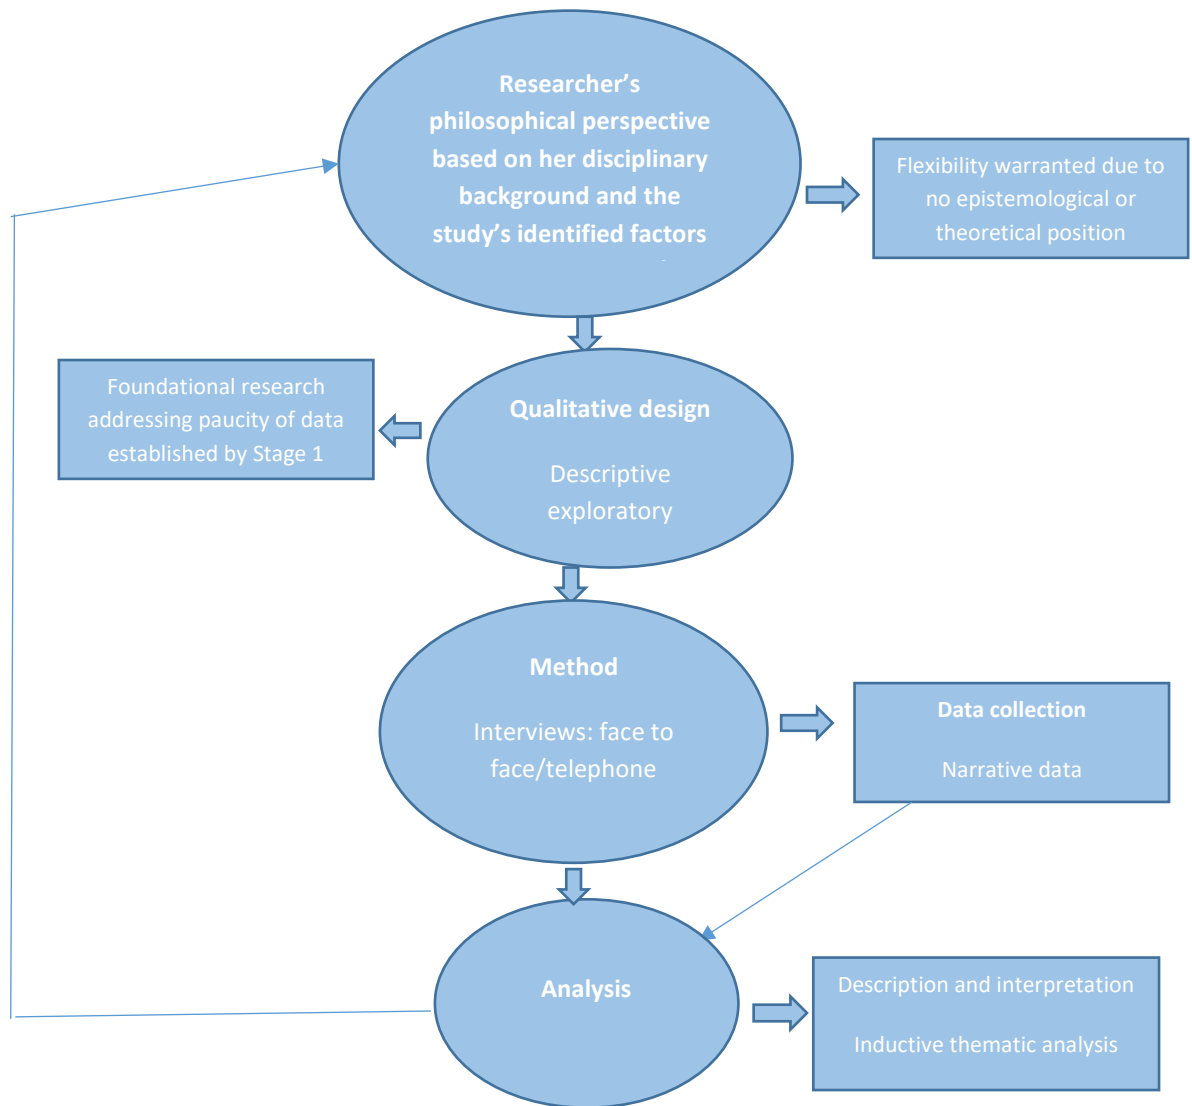 Researcher's
philosophical perspective
based on her disciplinary
background and the
study's identified factors
Flexibility warranted due to
no epistemological or
theoretical position
Foundational research
addressing paucity of data
established by Stage 1
Qualitative design
Descriptive
exploratory
Method
Interviews: face to
face/telephone
Data collection
Narrative data
Analysis
Description and interpretation
Inductive thematic analysis